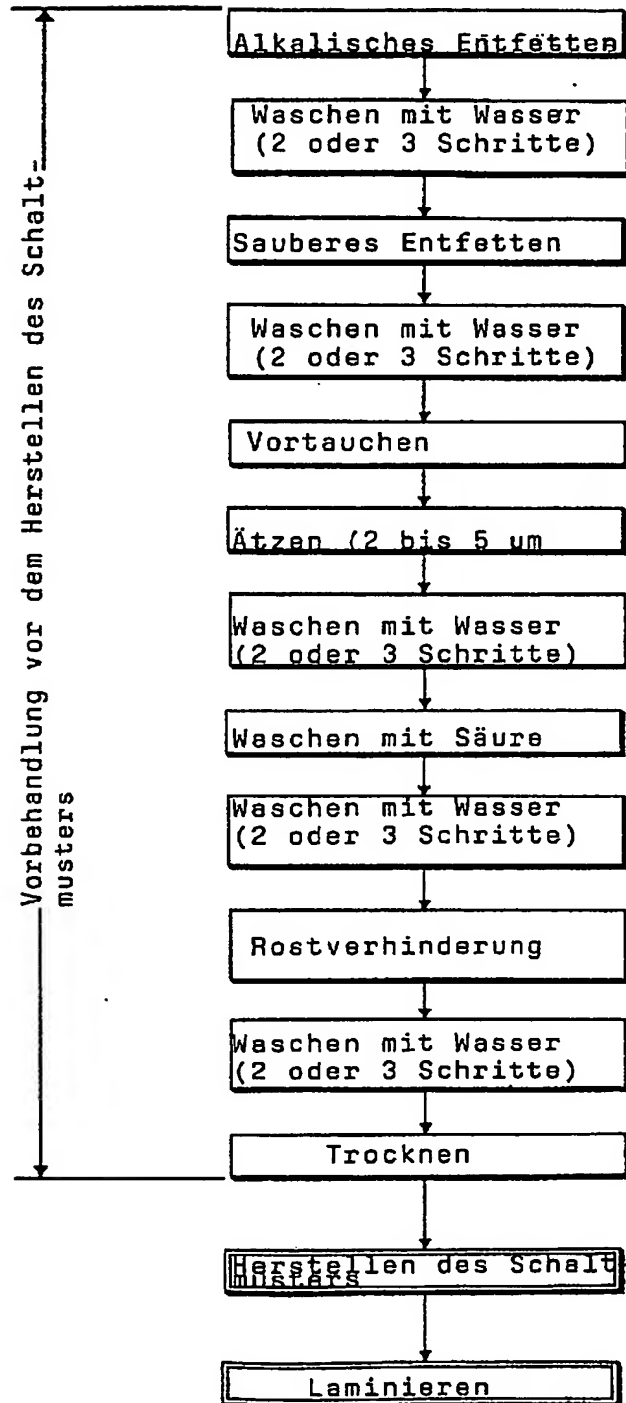 Alkalisches Entfetten
Waschen mit Wasser
(2 oder 3 Schritte)
Sauberes Entfetten
Waschen mit Wasser
(2 oder 3 Schritte)
Vortauchen
Ätzen (2 bis 5 um
Waschen mit Wasser
(2 oder 3 Schritte)
Waschen mit Säure
Waschen mit Wasser
(2 oder 3 Schritte)
Rostverhinderung
Waschen mit Wasser
(2 oder 3 Schritte)
Trocknen
Vorbehandlung vor dem Herstellen des Schalt-
musters
Herstellen des Schalt
musters
Laminieren